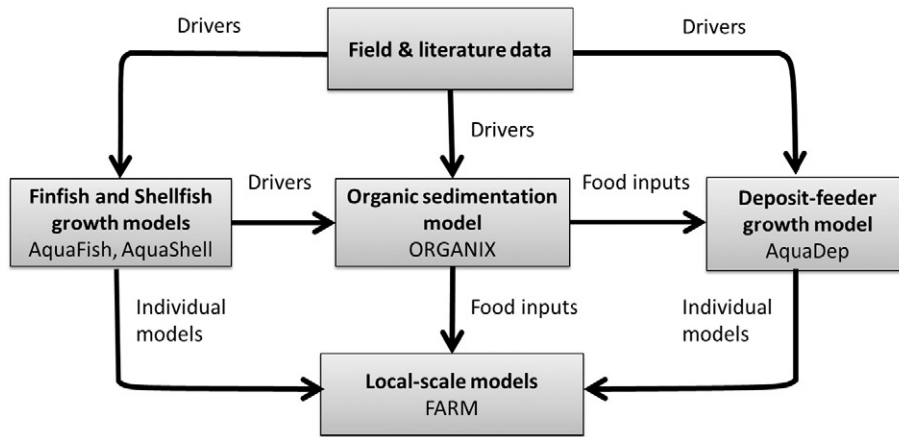 Drivers
Drivers
Field & literature data
Drivers
Finfish and Shellfish
growth models
AquaFish, AquaShell
Drivers
Organic sedimentation
model
ORGANIX
Food inputs
Deposit-feeder
growth model
AquaDep
Individual
models
Food inputs
Individual
models
Local-scale models
FARM